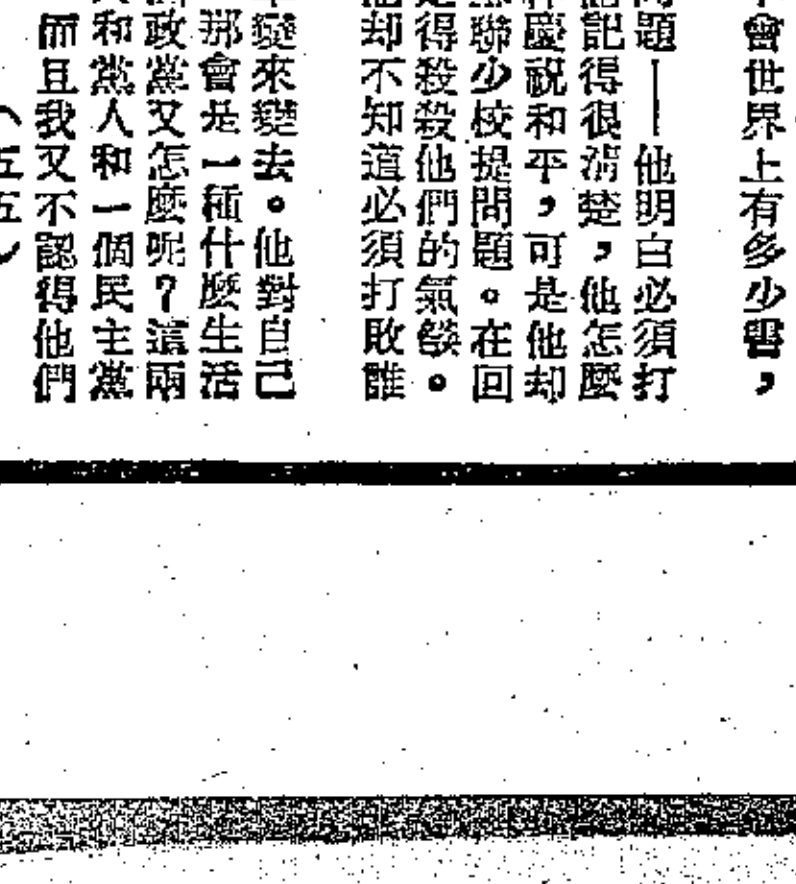 會世界上有多少書，
題——他明白必須打
記得很清楚，他怎麼
慶祝和平，可是他却
聯少校提問題。在回
得殺殺他們的氣燄。
却不知道必須打敗誰
變來變去。他對自己
那會是一種什麼生活
政黨又怎麼呢？這兩
和黨人和一個民主黨
而且我又不認得他們
（五五）